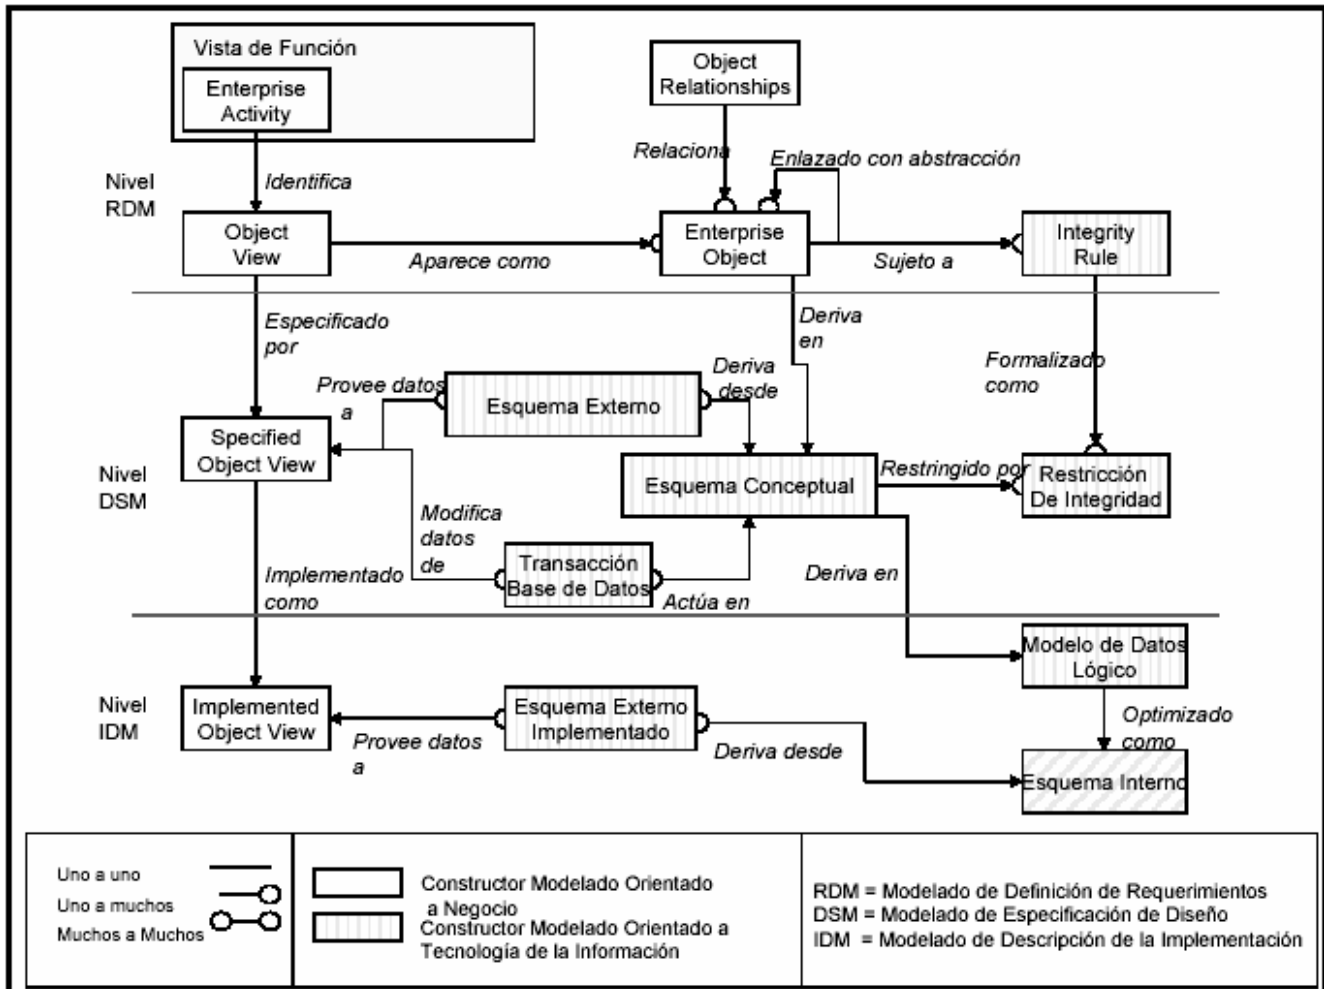 Vista de Función
Enterprise
Activity
Object
Relationships
Relaciona
Enlazado con abstracción
Nivel
RDM
Identifica
Object
View
Aparece como
Enterprise
Object
Sujeto a
Integrity
Rule
Especificado
por
Deriva
en
Formalizado
como
Provee datos
a
Esquema Externo
Deriva
desde
Nivel
DSM
Specified
Object View
Esquema Conceptual
Restringido por
Restricción
De Integridad
Modifica
datos
de
Implementado
como
Transacción
Base de Datos
Actúa en
Deriva en
Nivel
IDM
Implemented
Object View
Provee datos
a
Esquema Externo
Implementado
Deriva desde
Modelo de Datos
Lógico
Optimizado
como
Esquema Interno
Uno a uno
Uno a muchos
Muchos a Muchos
Constructor Modelado Orientado
a Negocio
Constructor Modelado Orientado a
Tecnología de la Información
RDM = Modelado de Definición de Requerimientos
DSM = Modelado de Especificación de Diseño
IDM = Modelado de Descripción de la Implementación